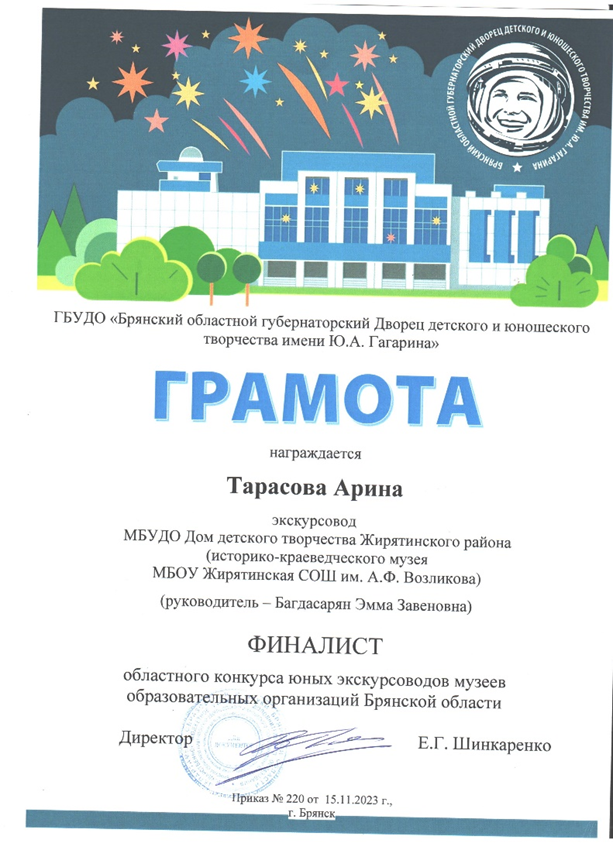 БРЯНСКИЙ ОБЛАСТНОЙ ГУБЕРНАТОРСКИЙ ДВОРЕЦ ДЕТСКОГО И ЮНОШЕСКОГО ТВОРЧЕСТВА ИМ. Ю.А. ГАГАРИНА
ГБУДО «Брянский областной губернаторский Дворец детского и юношеского
творчества имени Ю.А. Гагарина»
ГРАМОТА
награждается
Тарасова Арина
экскурсовод
МБУДО Дом детского творчества Жирятинского района
(историко-краеведческого музея
МБОУ Жирятинская СОШ им. А.Ф. Возликова)
(руководитель – Багдасарян Эмма Завеновна)
ФИНАЛИСТ
областного конкурса юных экскурсоводов музеев
образовательных организаций Брянской области
Директор
Е.Г. Шинкаренко
Приказ № 220 от 15.11.2023 г.,
г. Брянск